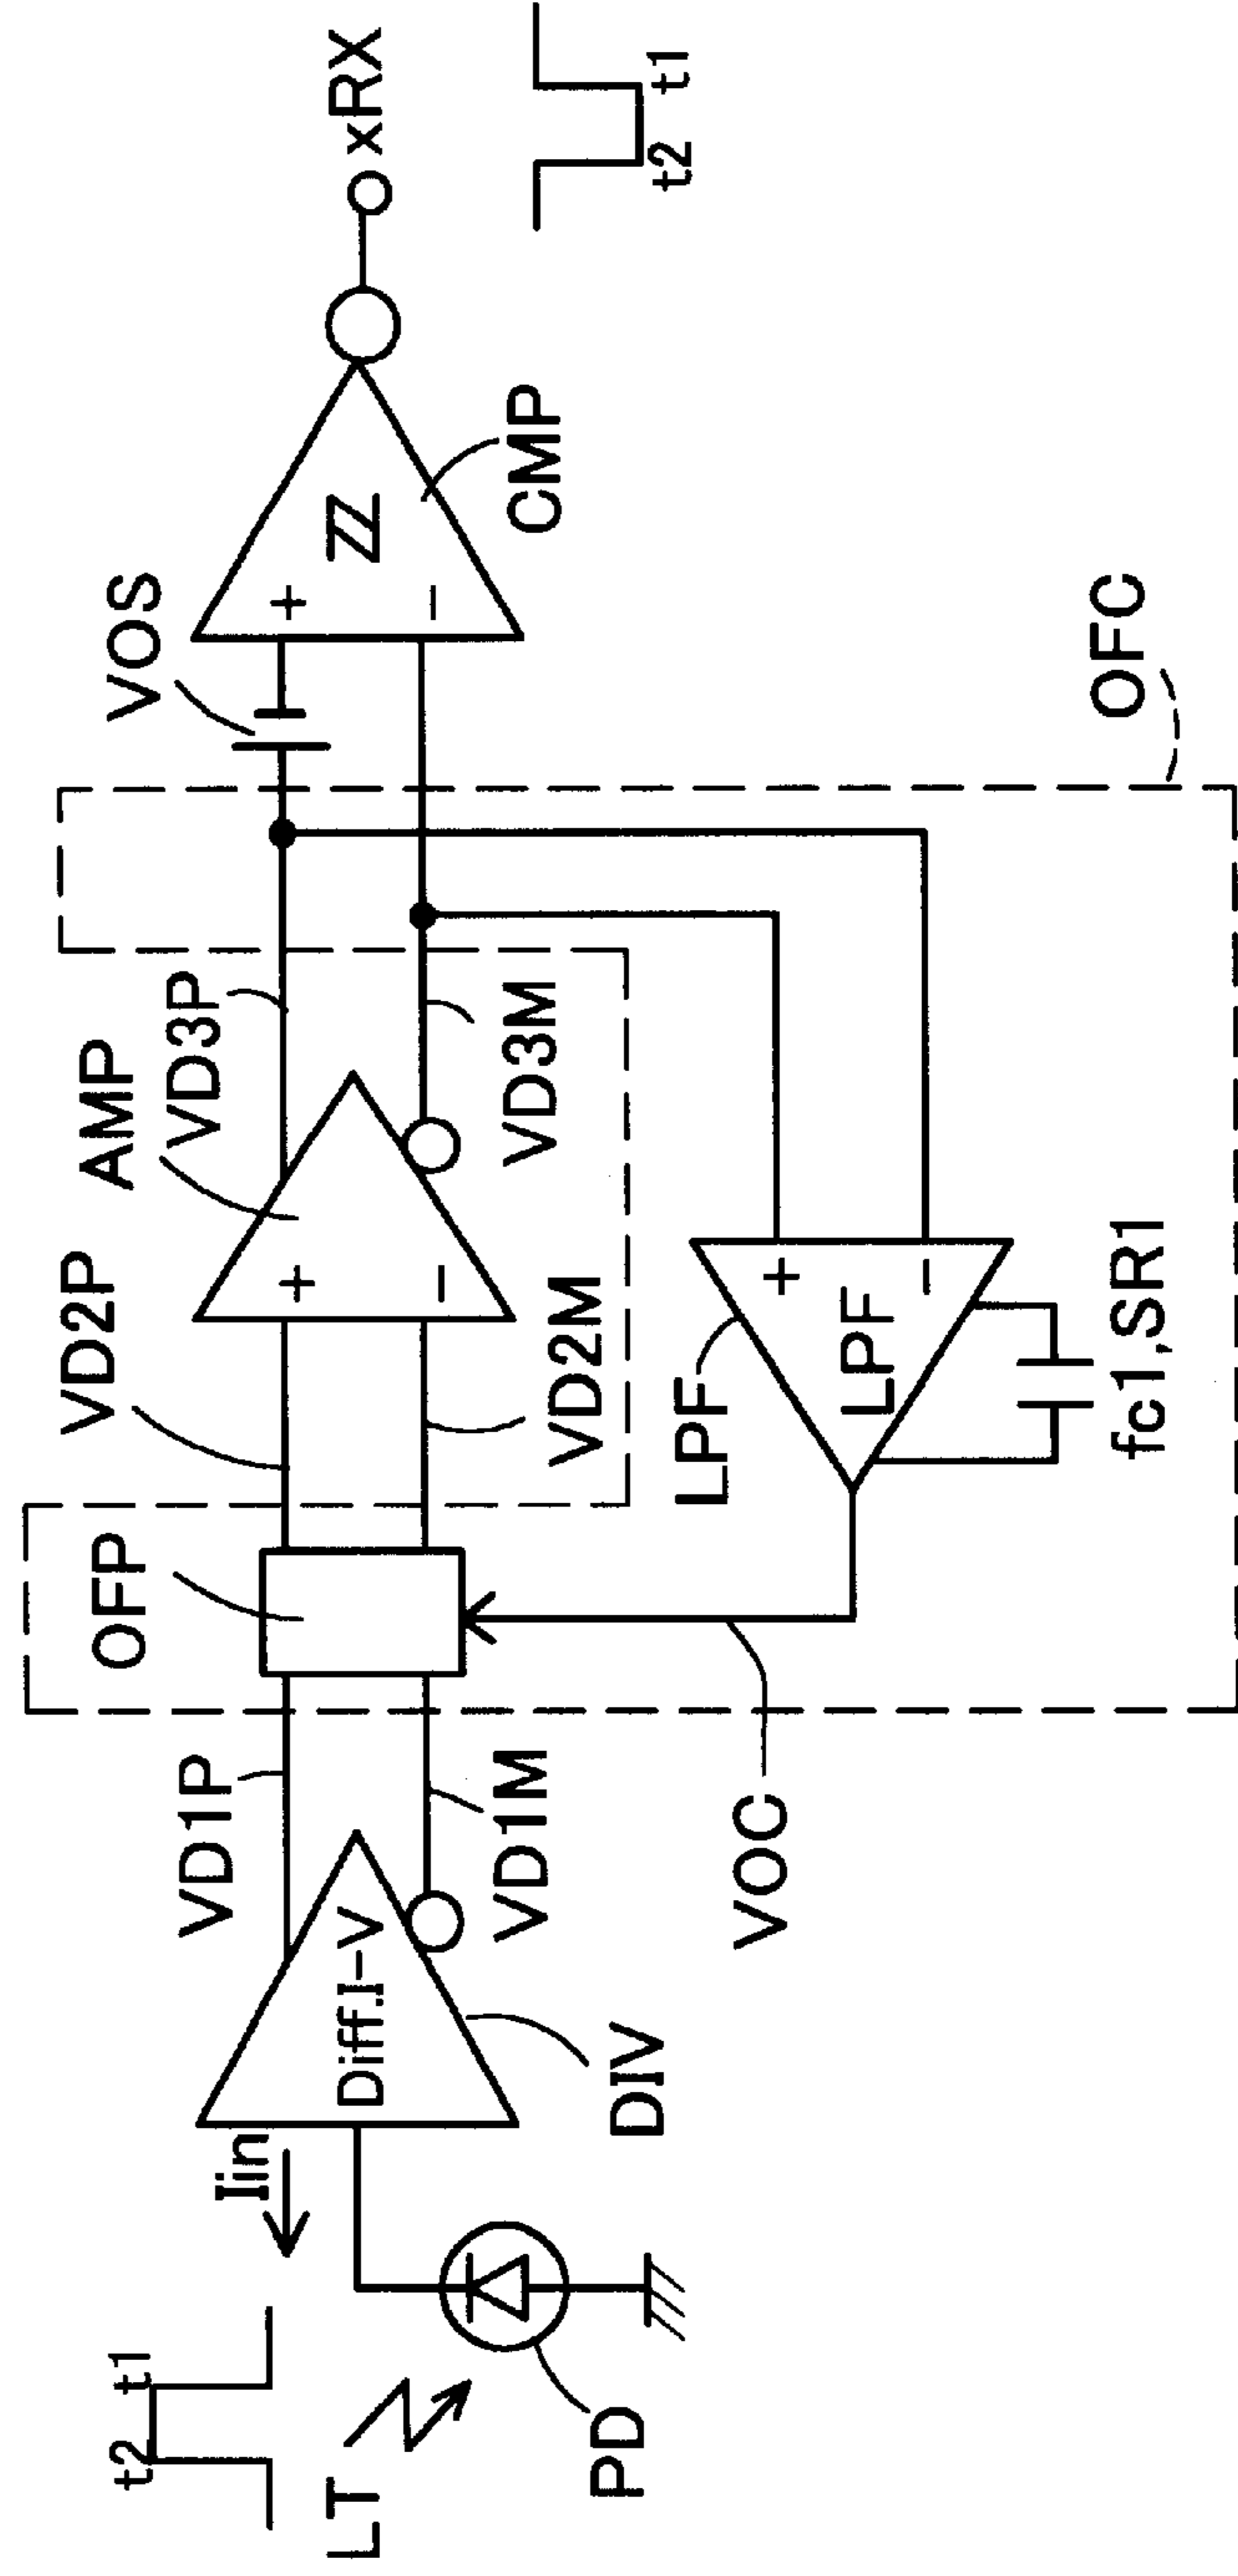 t2
t1
LT
Iin
PD
Diff.I-V
DIV
VD1P
VD1M
VOC
OFP
VD2P
VD2M
AMP
+
−
VD3P
VD3M
LPF
LPF
+
−
fc1,SR1
VOS
+
−
CMP
OFC
xRX
t2
t1